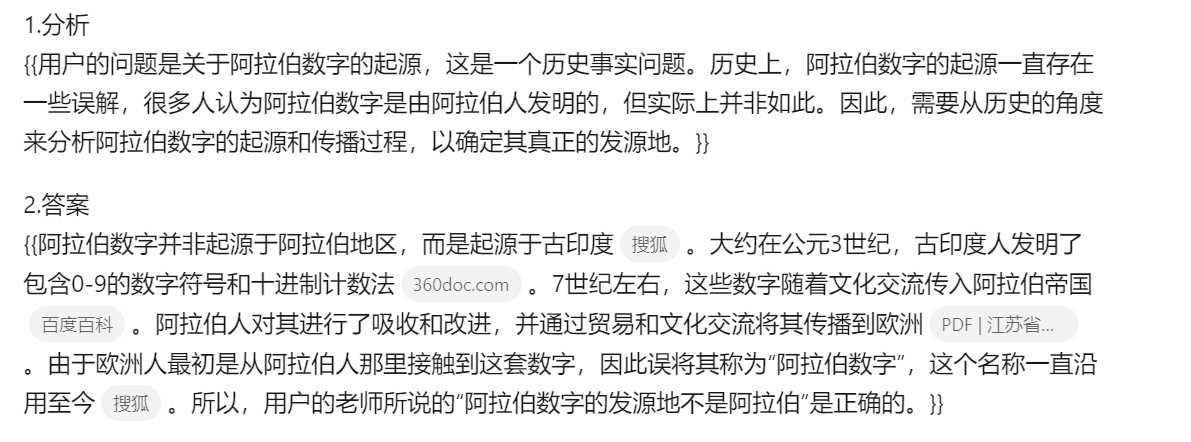 1.分析
{{用户的问题是关于阿拉伯数字的起源，这是一个历史事实问题。历史上，阿拉伯数字的起源一直存在
一些误解，很多人认为阿拉伯数字是由阿拉伯人发明的，但实际上并非如此。因此，需要从历史的角度
来分析阿拉伯数字的起源和传播过程，以确定其真正的发源地。}}
2.答案
{{阿拉伯数字并非起源于阿拉伯地区，而是起源于古印度 搜狐 。大约在公元3世纪，古印度人发明了
包含0-9的数字符号和十进制计数法 360doc.com 。7世纪左右，这些数字随着文化交流传入阿拉伯帝国
百度百科 。阿拉伯人对其进行了吸收和改进，并通过贸易和文化交流将其传播到欧洲 PDF | 江苏省...
。由于欧洲人最初是从阿拉伯人那里接触到这套数字，因此误将其称为“阿拉伯数字”，这个名称一直沿
用至今 搜狐 。所以，用户的老师所说的“阿拉伯数字的发源地不是阿拉伯”是正确的。}}